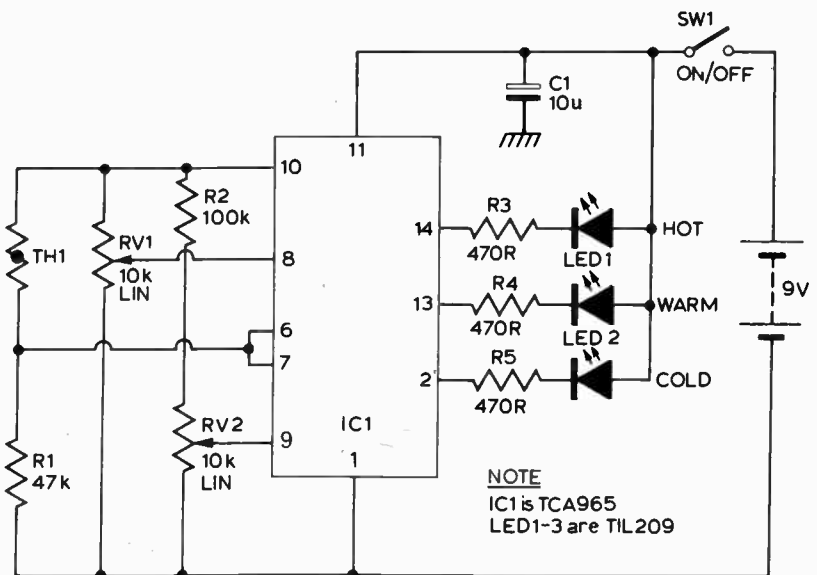 SW1
ON/OFF
C1
10u
11
10
R2
100k
TH1
RV1
10k
LIN
8
14
R3
470R
LED1
HOT
6
7
13
R4
470R
LED 2
WARM
9V
2
R5
470R
COLD
RV2
10k
LIN
9
IC1
1
R1
47k
NOTE
IC1 is TCA965
LED1-3 are TIL209